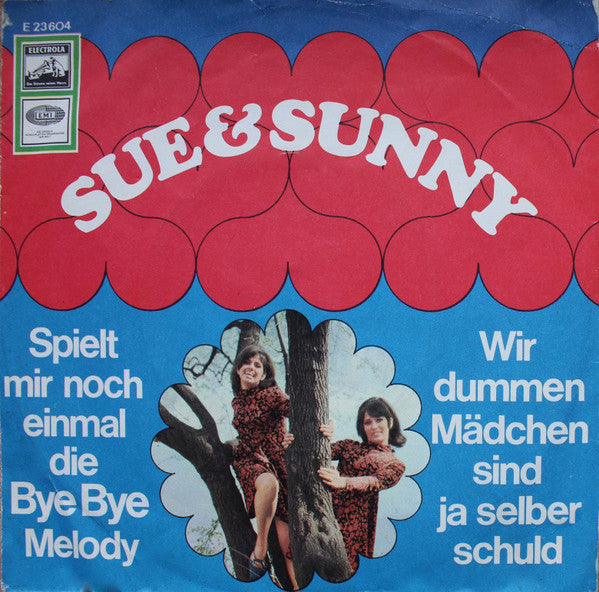 E 23604
ELECTROLA
EMI
SUE & SUNNY
Spielt
mir noch
einmal
die
Bye Bye
Melody
Wir
dummen
Mädchen
sind
ja selber
schuld